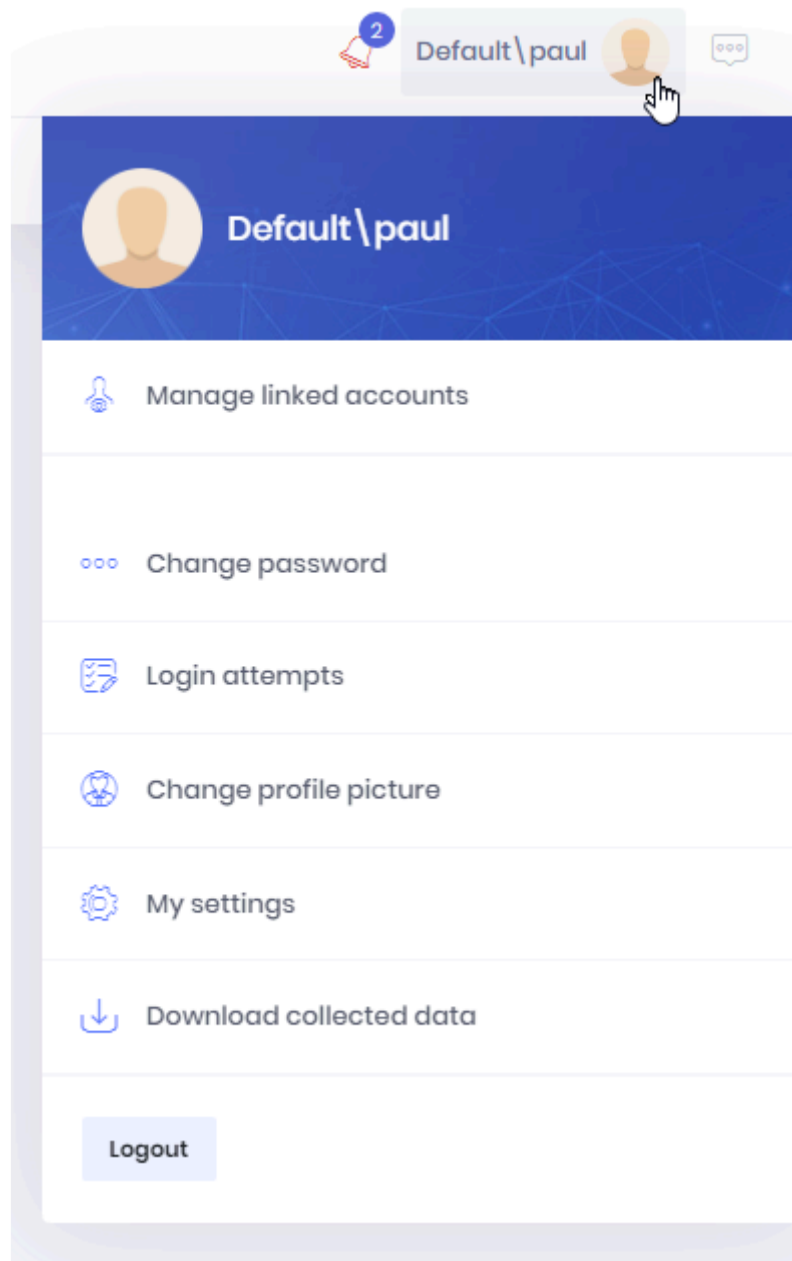 2
Default\paul
Default\paul
Manage linked accounts
Change password
Login attempts
Change profile picture
My settings
Download collected data
Logout